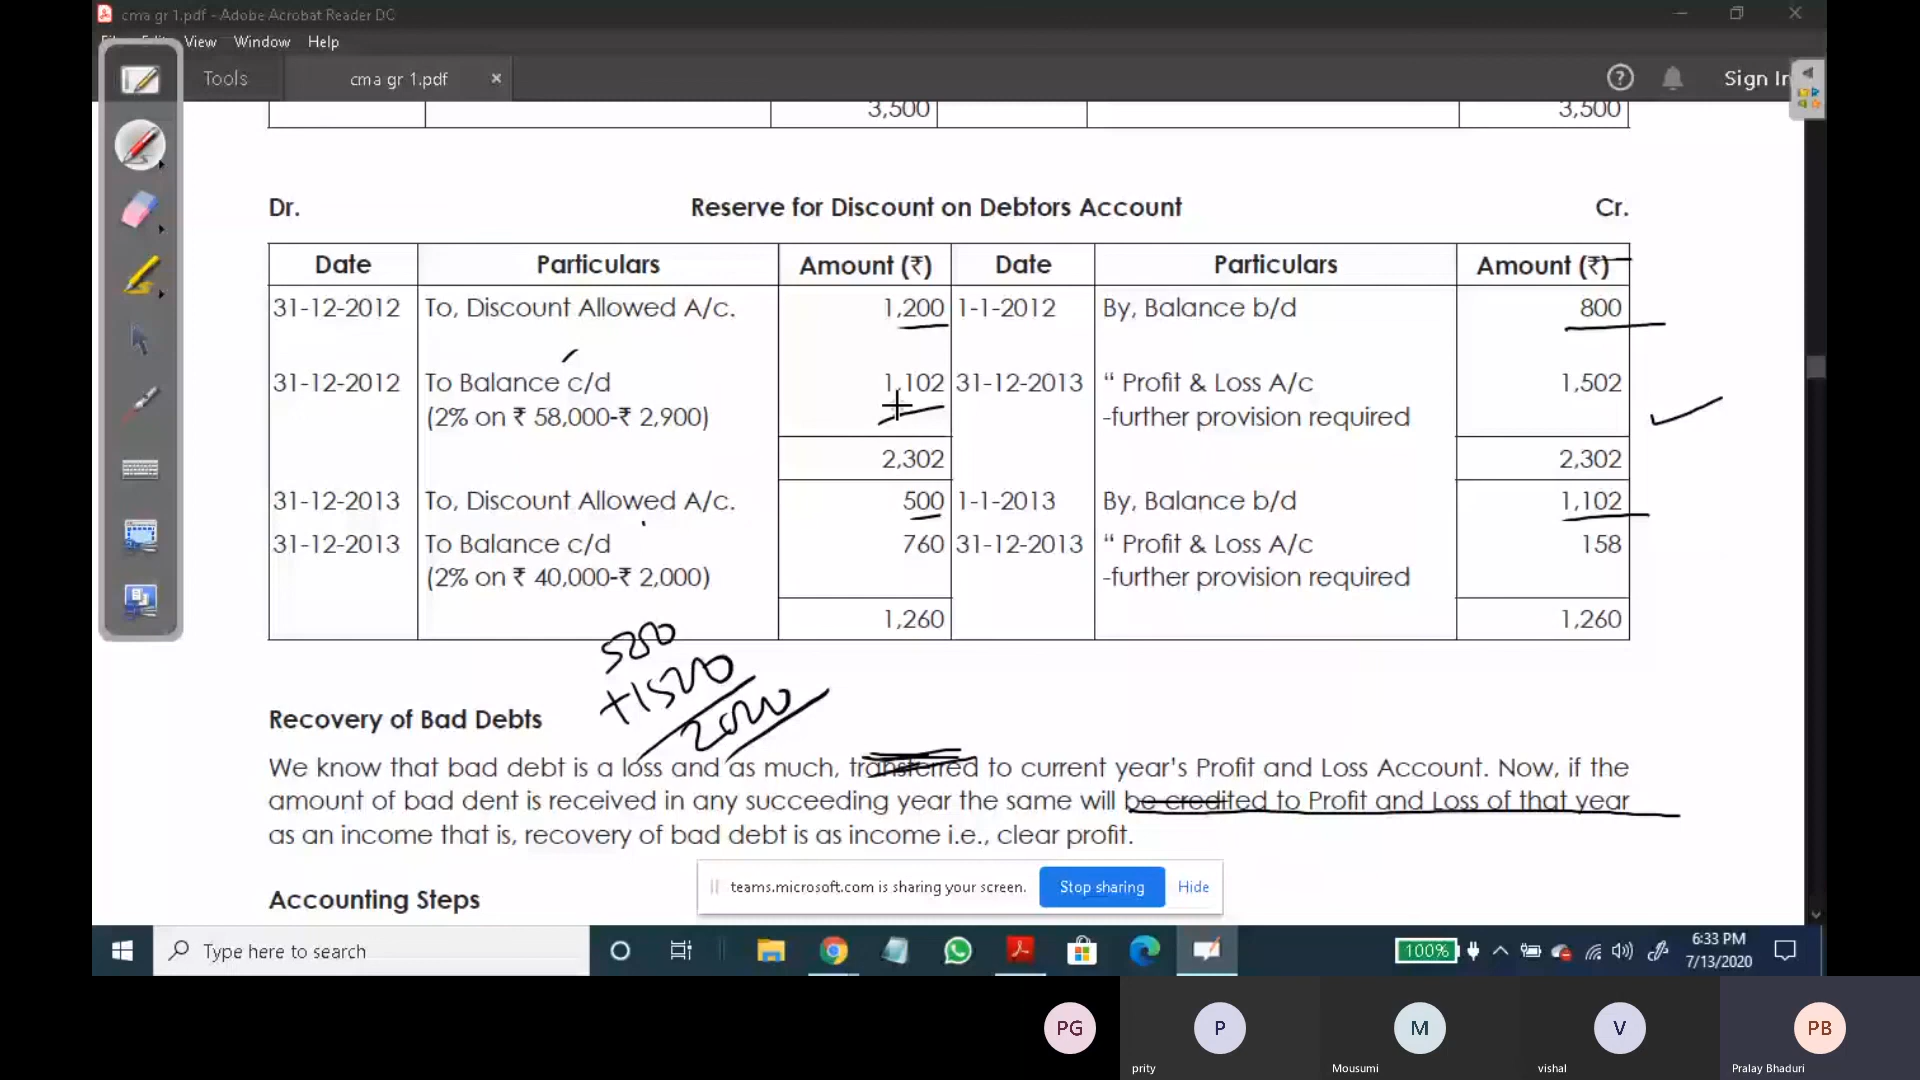 cma gr 1.pdf - Adobe Acrobat Reader DC
View Window Help
Tools cma gr 1.pdf × ? Sign In
3,500 3,500
Dr. Reserve for Discount on Debtors Account Cr.
Date Particulars Amount (₹) Date Particulars Amount (₹)
31-12-2012 To, Discount Allowed A/c. 1,200 1-1-2012 By, Balance b/d 800
31-12-2012 To Balance c/d 1,102 31-12-2013 “ Profit & Loss A/c 1,502
(2% on ₹ 58,000-₹ 2,900) -further provision required
2,302 2,302
31-12-2013 To, Discount Allowed A/c. 500 1-1-2013 By, Balance b/d 1,102
31-12-2013 To Balance c/d 760 31-12-2013 “ Profit & Loss A/c 158
(2% on ₹ 40,000-₹ 2,000) -further provision required
1,260 1,260
Recovery of Bad Debts
We know that bad debt is a loss and as much, transferred to current year’s Profit and Loss Account. Now, if the
amount of bad dent is received in any succeeding year the same will be credited to Profit and Loss of that year
as an income that is, recovery of bad debt is as income i.e., clear profit.
Accounting Steps
teams.microsoft.com is sharing your screen. Stop sharing Hide
Type here to search 100% 6:33 PM
7/13/2020
PG P M V PB
prity Mousumi vishal Pralay Bhaduri